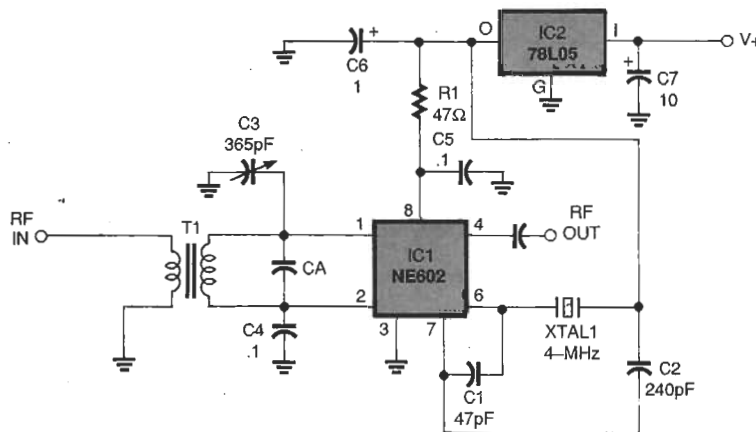 O
IC2
78L05
I
V+
G
+
C6
1
+
C7
10
R1
47Ω
C5
.1
C3
365pF
RF
IN
T1
CA
C4
.1
1
2
8
4
IC1
NE602
6
3
7
RF
OUT
XTAL1
4–MHz
C1
47pF
C2
240pF